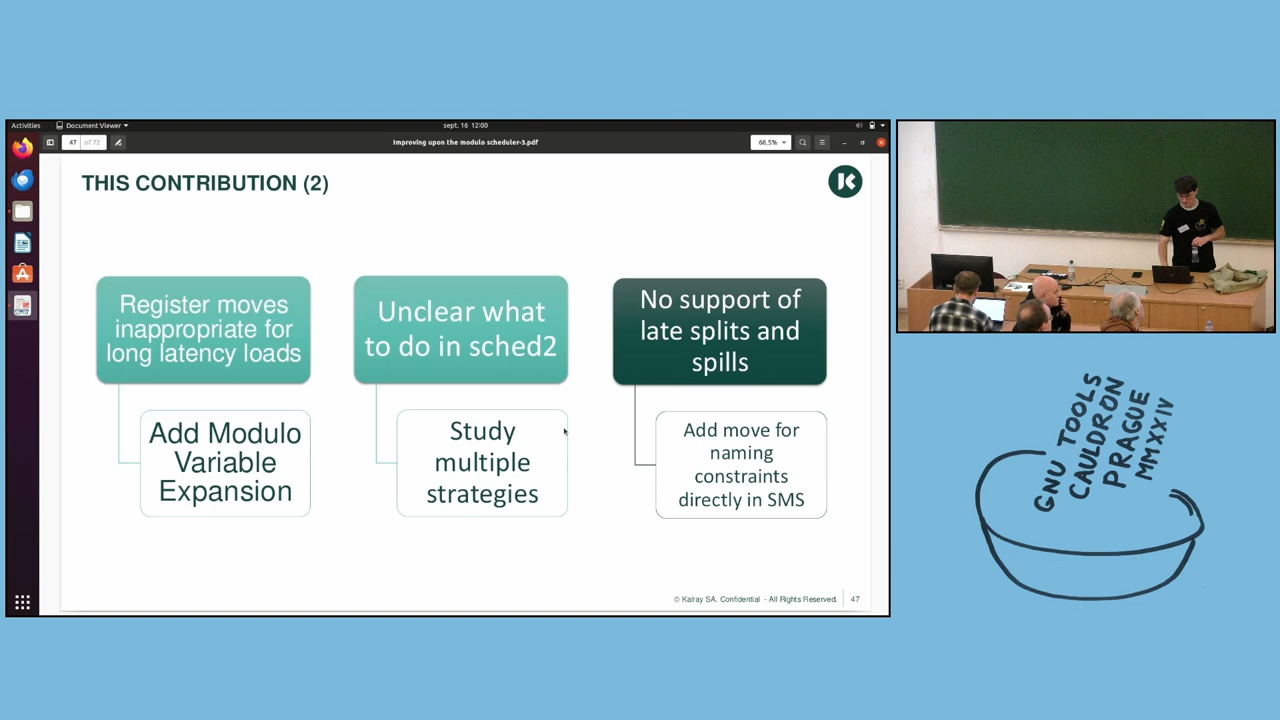 Activities
Document Viewer
sept. 16 12:00
47
of 72
Improving upon the modulo scheduler-3.pdf
68,5%
THIS CONTRIBUTION (2)
Register moves
inappropriate for
long latency loads
Add Modulo
Variable
Expansion
Unclear what
to do in sched2
Study
multiple
strategies
No support of
late splits and
spills
Add move for
naming
constraints
directly in SMS
© Kalray SA. Confidential - All Rights Reserved.
47
GNU TOOLS
CAULDRON
PRAGUE
MMXXIV